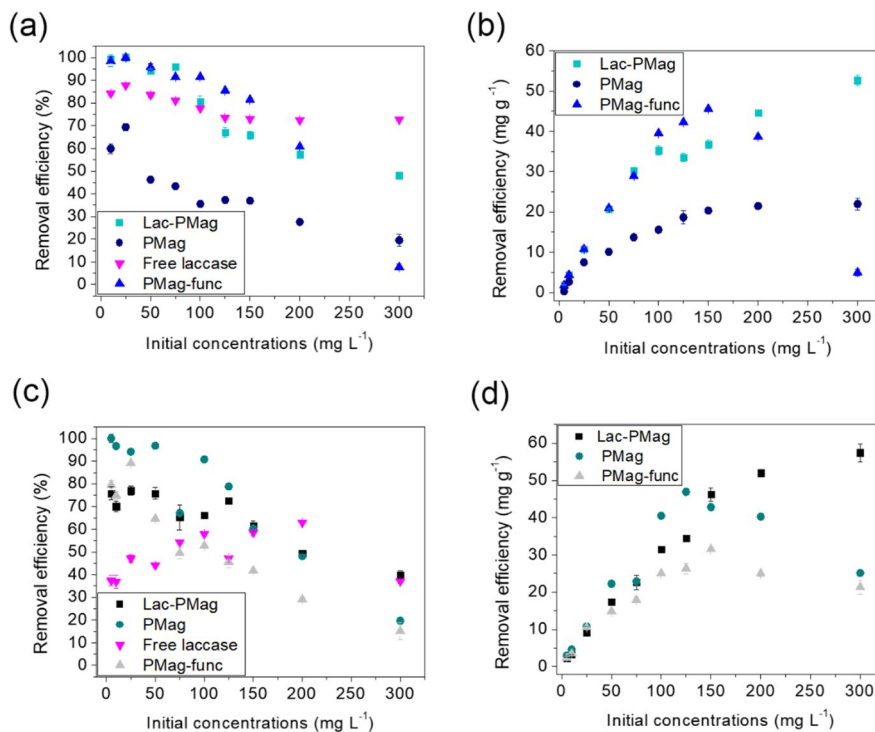 (a)
Removal efficiency (%)
100
90
80
70
60
50
40
30
20
10
0
Lac-PMag
PMag
Free laccase
PMag-func
0 50 100 150 200 250 300
Initial concentrations (mg L⁻¹)
(b)
Removal efficiency (mg g⁻¹)
60
50
40
30
20
10
0
Lac-PMag
PMag
PMag-func
0 50 100 150 200 250 300
Initial concentrations (mg L⁻¹)
(c)
Removal efficiency (%)
100
90
80
70
60
50
40
30
20
10
0
Lac-PMag
PMag
Free laccase
PMag-func
0 50 100 150 200 250 300
Initial concentrations (mg L⁻¹)
(d)
Removal efficiency (mg g⁻¹)
60
50
40
30
20
10
0
Lac-PMag
PMag
PMag-func
0 50 100 150 200 250 300
Initial concentrations (mg L⁻¹)